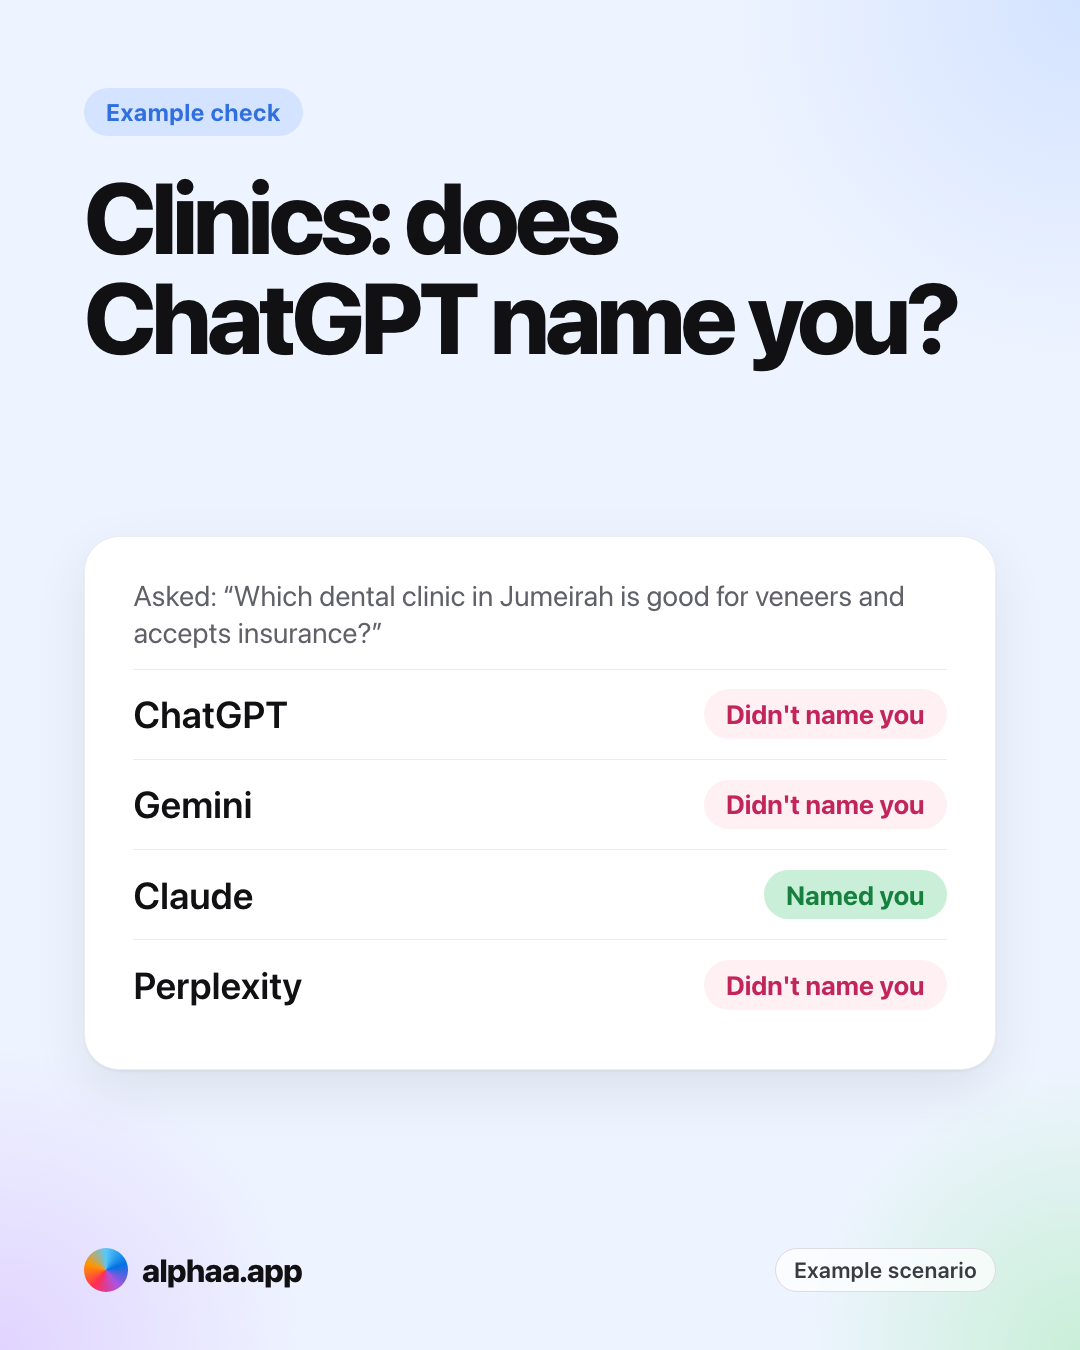 Example check
Clinics: does
ChatGPT name you?
Asked: “Which dental clinic in Jumeirah is good for veneers and
accepts insurance?”
ChatGPT
Didn't name you
Gemini
Didn't name you
Claude
Named you
Perplexity
Didn't name you
alphaa.app
Example scenario